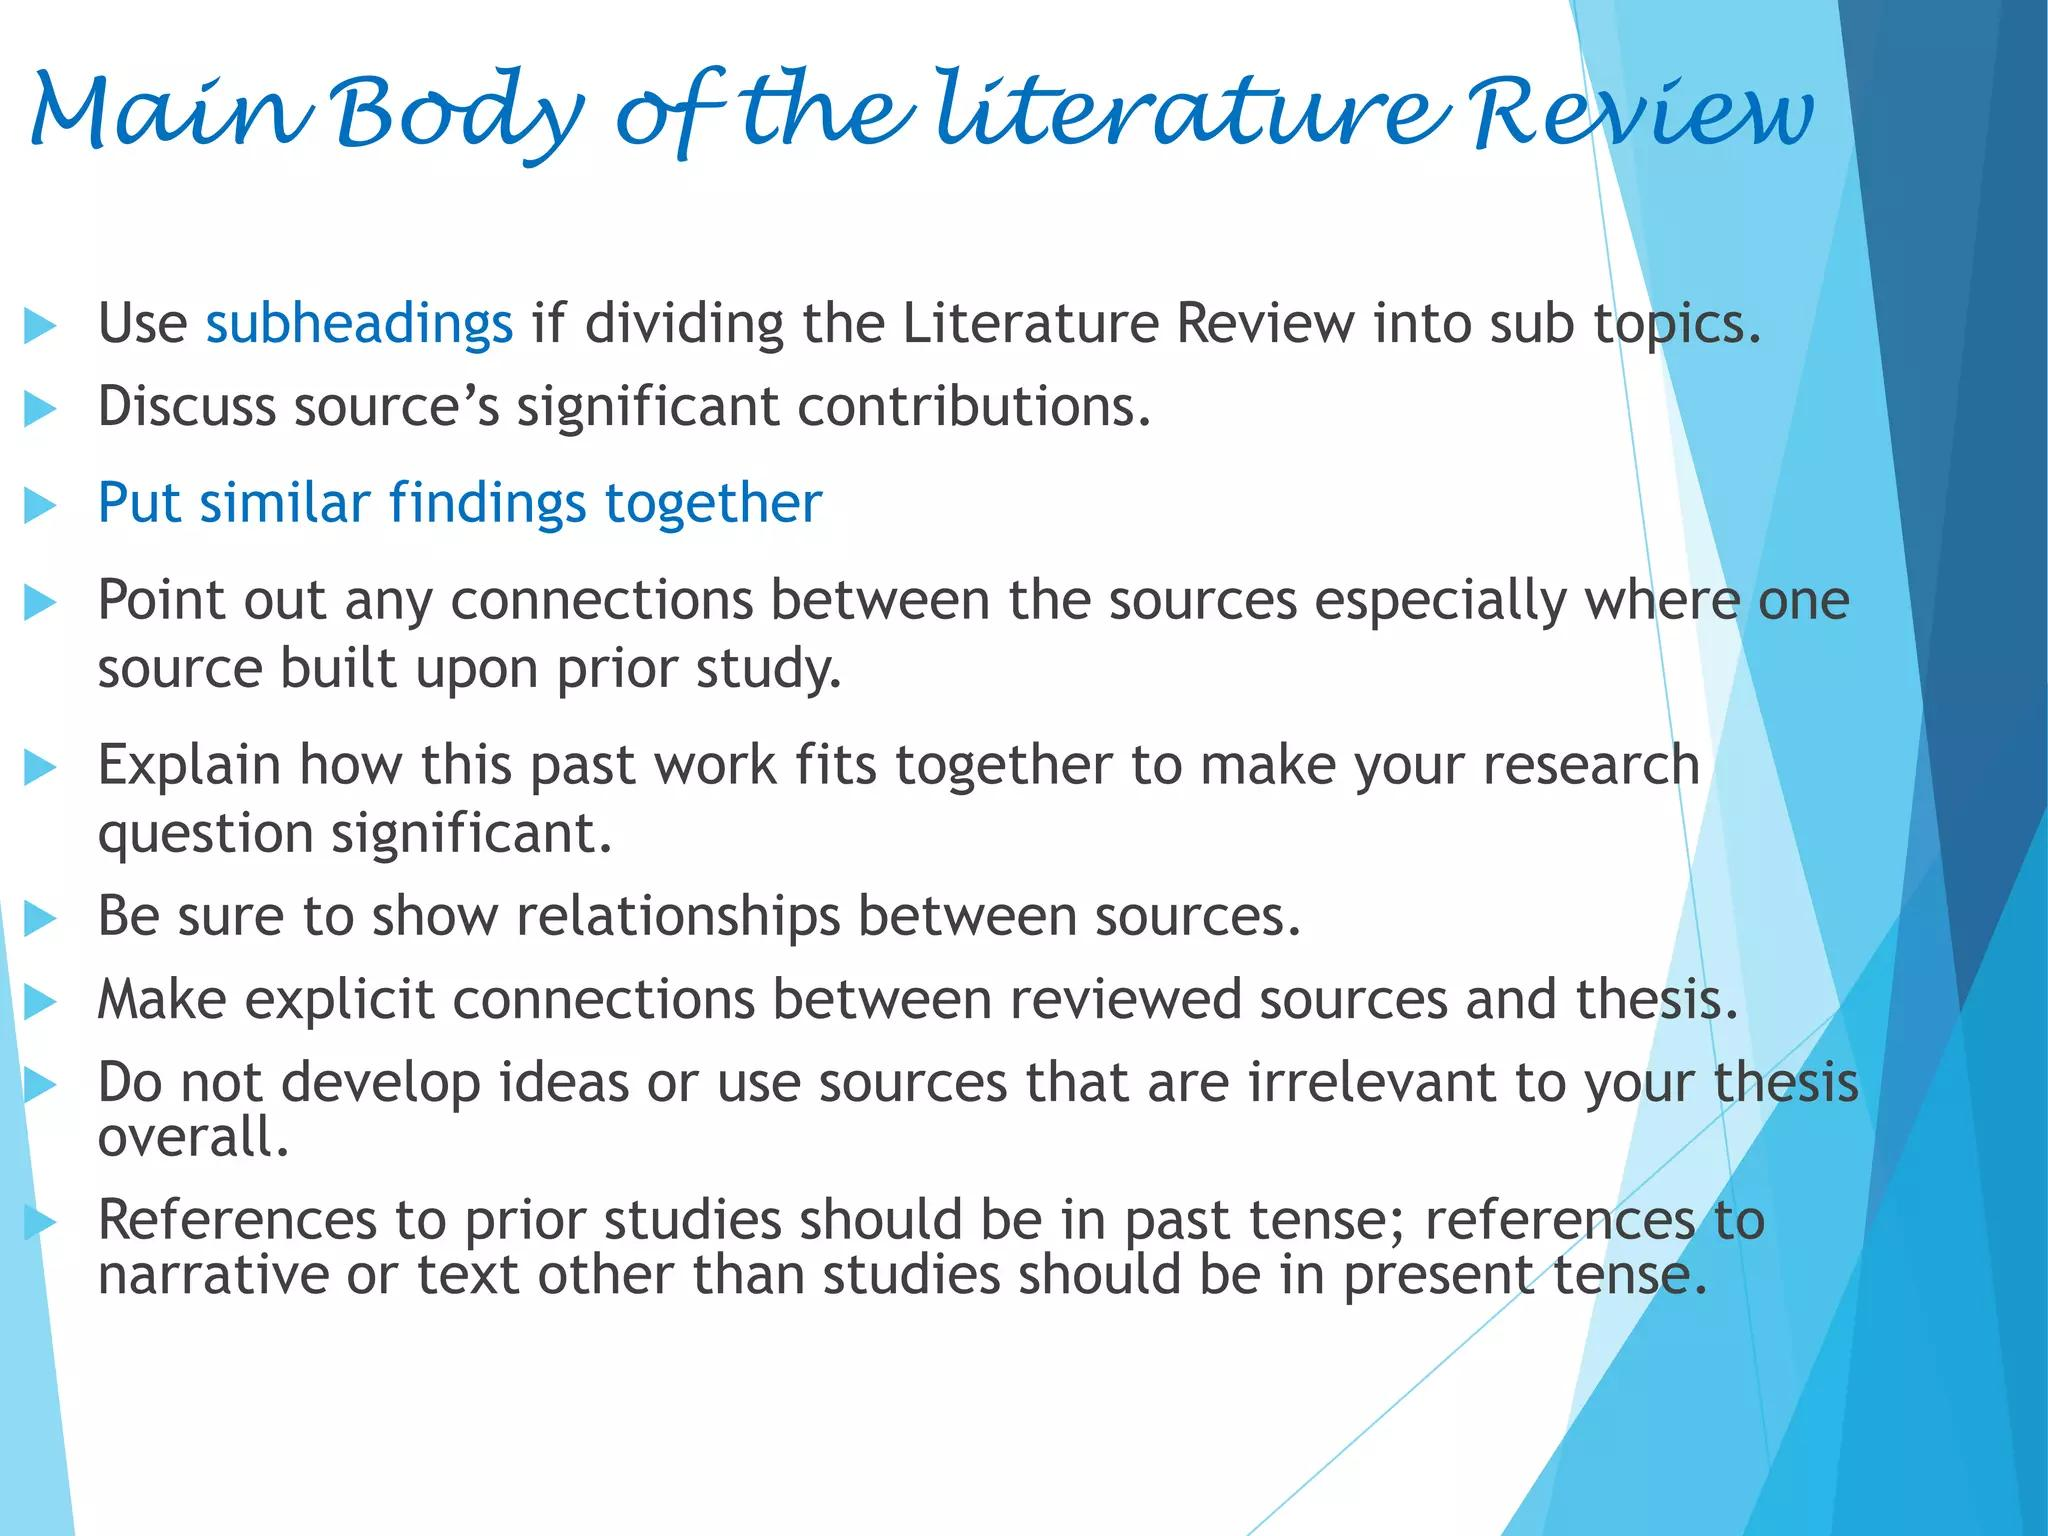 Main Body of the literature Review
Use subheadings if dividing the Literature Review into sub topics.
Discuss source’s significant contributions.
Put similar findings together
Point out any connections between the sources especially where one
source built upon prior study.
Explain how this past work fits together to make your research
question significant.
Be sure to show relationships between sources.
Make explicit connections between reviewed sources and thesis.
Do not develop ideas or use sources that are irrelevant to your thesis
overall.
References to prior studies should be in past tense; references to
narrative or text other than studies should be in present tense.